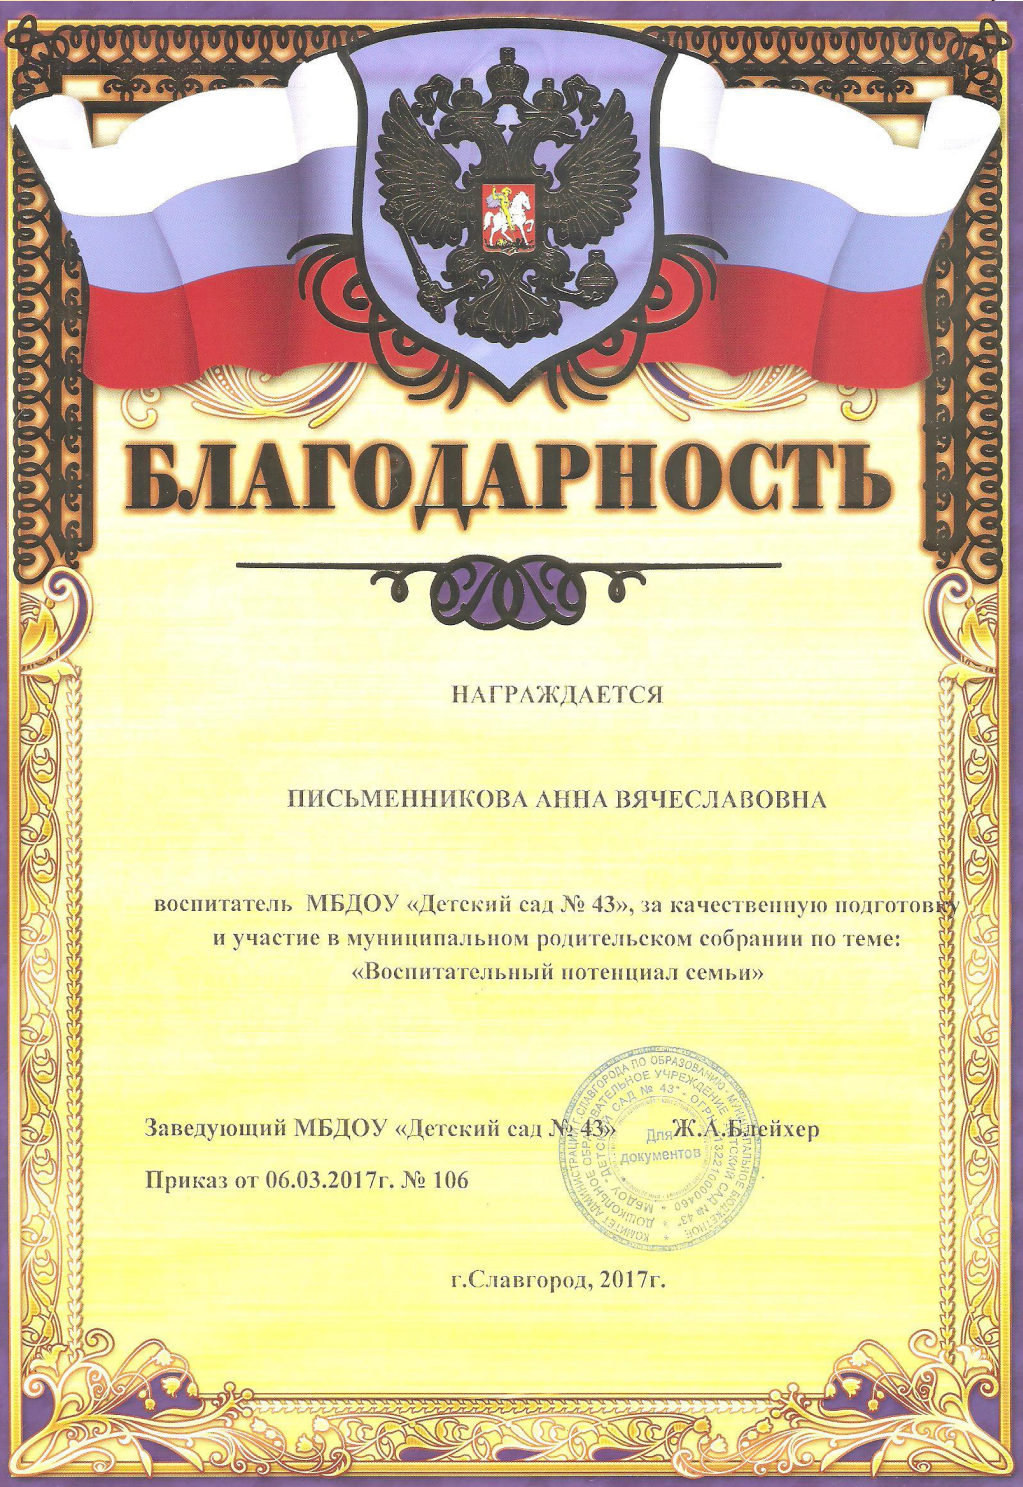 БЛАГОДАРНОСТЬ
НАГРАЖДАЕТСЯ
ПИСЬМЕННИКОВА АННА ВЯЧЕСЛАВОВНА
воспитатель МБДОУ «Детский сад № 43», за качественную подготовку
и участие в муниципальном родительском собрании по теме:
«Воспитательный потенциал семьи»
Заведующий МБДОУ «Детский сад № 43» Ж.А.Блейхер
Приказ от 06.03.2017г. № 106
Для
документов
г.Славгород, 2017г.